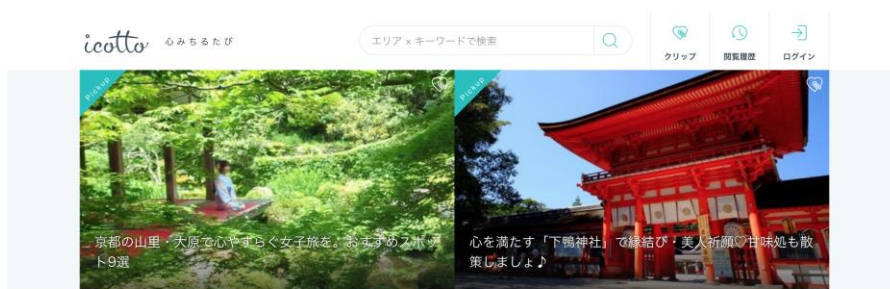 icotto 心みちるたび
エリア × キーワードで検索
クリップ
閲覧履歴
ログイン
Pickup
京都の山里・大原で心やすらぐ女子旅を。おすすめスポッ
ト9選
Pickup
心を満たす「下鴨神社」で縁結び・美人祈願♡甘味処も散
策しましょ♪